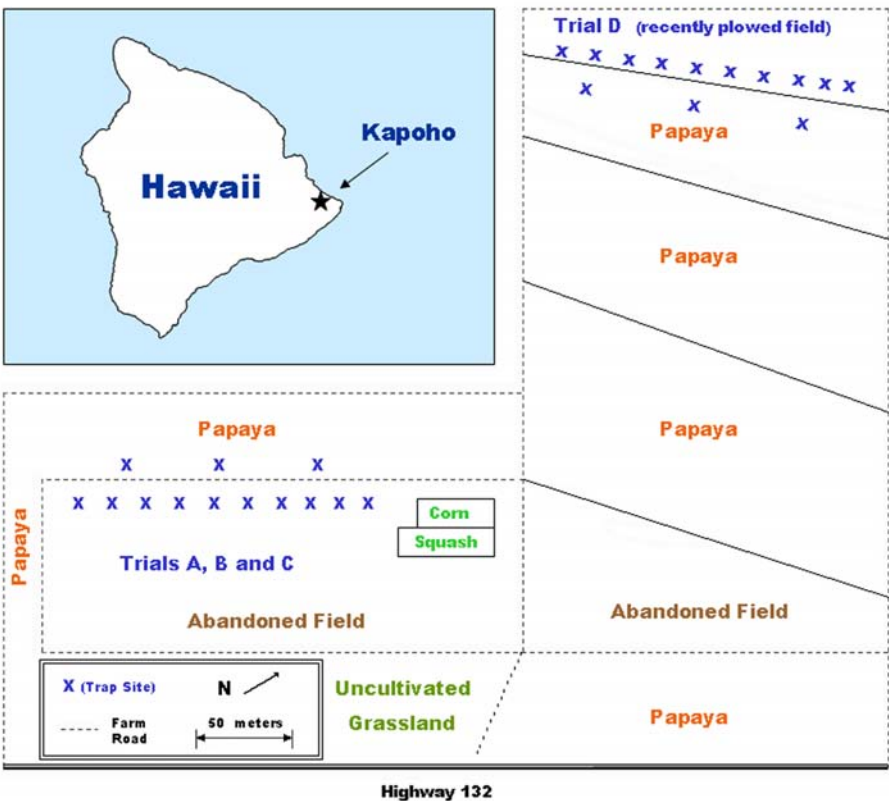 Hawaii
Kapoho
Trial D (recently plowed field)
X X X X X X X X X X
X X X
Papaya
Papaya
Papaya
Papaya
X X X
X X X X X X X X X X
Papaya
Corn
Squash
Trials A, B and C
Abandoned Field
Abandoned Field
X (Trap Site)
N
Farm
Road
50 meters
Uncultivated
Grassland
Papaya
Highway 132